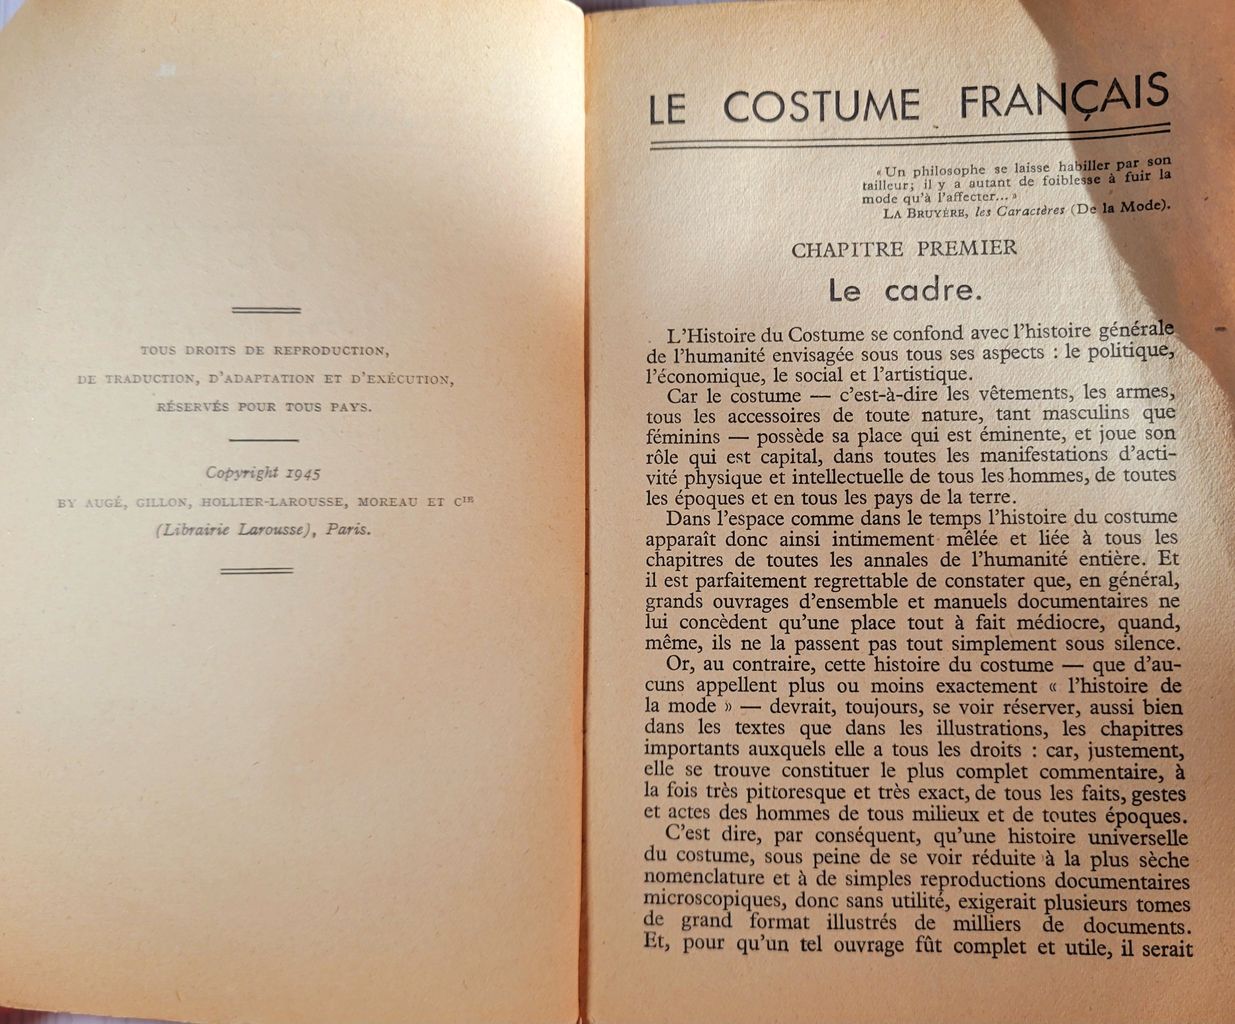 TOUS DROITS DE REPRODUCTION,
DE TRADUCTION, D'ADAPTATION ET D'EXÉCUTION,
RÉSERVÉS POUR TOUS PAYS.
Copyright 1945
BY AUGÉ, GILLON, HOLLIER-LAROUSSE, MOREAU ET CIE
(Librairie Larousse), Paris.
LE COSTUME FRANÇAIS
« Un philosophe se laisse habiller par son
tailleur; il y a autant de foiblesse à fuir la
mode qu'à l'affecter... »
LA BRUYÈRE, les Caractères (De la Mode).
CHAPITRE PREMIER
Le cadre.
L'Histoire du Costume se confond avec l'histoire générale
de l'humanité envisagée sous tous ses aspects : le politique,
l'économique, le social et l'artistique.
Car le costume — c'est-à-dire les vêtements, les armes,
tous les accessoires de toute nature, tant masculins que
féminins — possède sa place qui est éminente, et joue son
rôle qui est capital, dans toutes les manifestations d'acti-
vité physique et intellectuelle de tous les hommes, de toutes
les époques et en tous les pays de la terre.
Dans l'espace comme dans le temps l'histoire du costume
apparaît donc ainsi intimement mêlée et liée à tous les
chapitres de toutes les annales de l'humanité entière. Et
il est parfaitement regrettable de constater que, en général,
grands ouvrages d'ensemble et manuels documentaires ne
lui concèdent qu'une place tout à fait médiocre, quand,
même, ils ne la passent pas tout simplement sous silence.
Or, au contraire, cette histoire du costume — que d'au-
cuns appellent plus ou moins exactement « l'histoire de
la mode » — devrait, toujours, se voir réserver, aussi bien
dans les textes que dans les illustrations, les chapitres
importants auxquels elle a tous les droits : car, justement,
elle se trouve constituer le plus complet commentaire, à
la fois très pittoresque et très exact, de tous les faits, gestes
et actes des hommes de tous milieux et de toutes époques.
C'est dire, par conséquent, qu'une histoire universelle
du costume, sous peine de se voir réduite à la plus sèche
nomenclature et à de simples reproductions documentaires
microscopiques, donc sans utilité, exigerait plusieurs tomes
de grand format illustrés de milliers de documents.
Et, pour qu'un tel ouvrage fût complet et utile, il serait